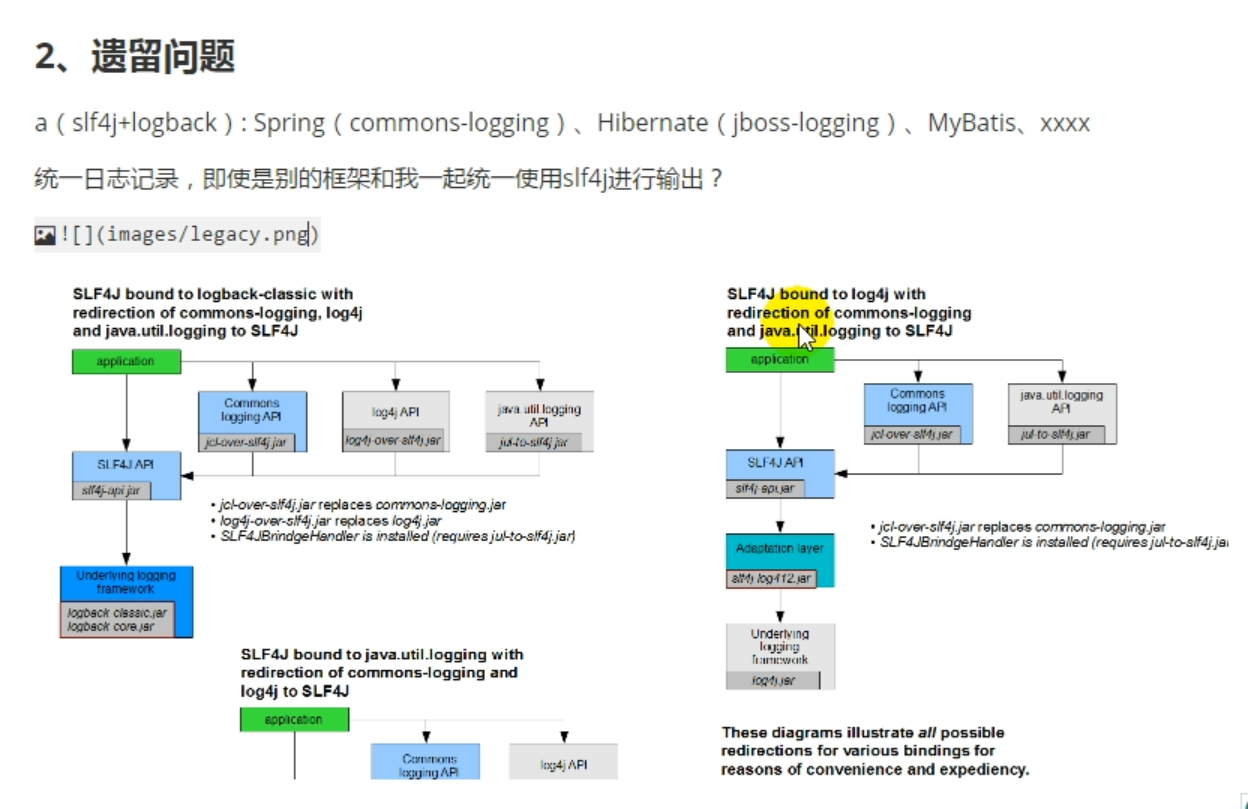 2、遗留问题
a（slf4j+logback）: Spring（commons-logging）、Hibernate（jboss-logging）、MyBatis、xxxx
统一日志记录，即使是别的框架和我一起统一使用slf4j进行输出？
![](images/legacy.png)
SLF4J bound to logback-classic with
redirection of commons-logging, log4j
and java.util.logging to SLF4J
application
Commons
logging API
jcl-over-slf4j.jar
log4j API
log4j-over-slf4j.jar
java.util.logging
API
jul-to-slf4j.jar
SLF4J API
slf4j-api.jar
• jcl-over-slf4j.jar replaces commons-logging.jar
• log4j-over-slf4j.jar replaces log4j.jar
• SLF4JBridgeHandler is installed (requires jul-to-slf4j.jar)
Underlying logging
framework
logback classic.jar
logback core.jar
SLF4J bound to log4j with
redirection of commons-logging
and java.util.logging to SLF4J
application
Commons
logging API
jcl-over-slf4j.jar
java.util.logging
API
jul-to-slf4j.jar
SLF4J API
slf4j-api.jar
• jcl-over-slf4j.jar replaces commons-logging.jar
• SLF4JBridgeHandler is installed (requires jul-to-slf4j.jar
Adaptation layer
slf4j log412.jar
Underlying
logging
framework
log4j.jar
SLF4J bound to java.util.logging with
redirection of commons-logging and
log4j to SLF4J
application
Commons
logging API
log4j API
These diagrams illustrate all possible
redirections for various bindings for
reasons of convenience and expediency.